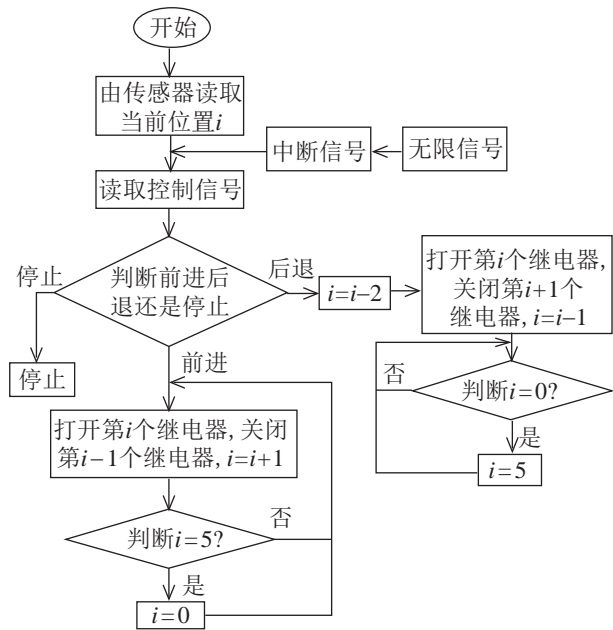 开始
由传感器读取
当前位置i
中断信号
无限信号
读取控制信号
判断前进后
退还是停止
停止
后退
i=i-2
打开第i个继电器,
关闭第i+1个
继电器, i=i-1
停止
前进
否
判断i=0?
是
i=5
打开第i个继电器, 关闭
第i-1个继电器, i=i+1
判断i=5?
否
是
i=0